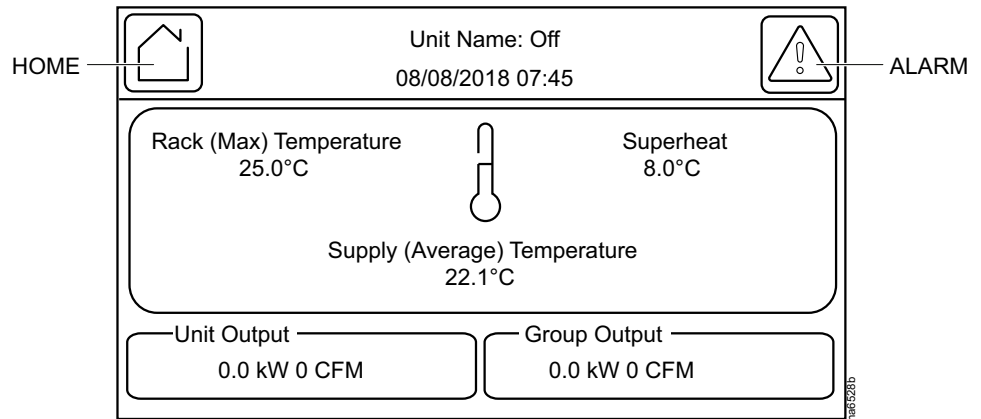 Unit Name: Off
08/08/2018 07:45
HOME
ALARM
Rack (Max) Temperature
25.0°C
Superheat
8.0°C
Supply (Average) Temperature
22.1°C
Unit Output
0.0 kW 0 CFM
Group Output
0.0 kW 0 CFM
na6528b